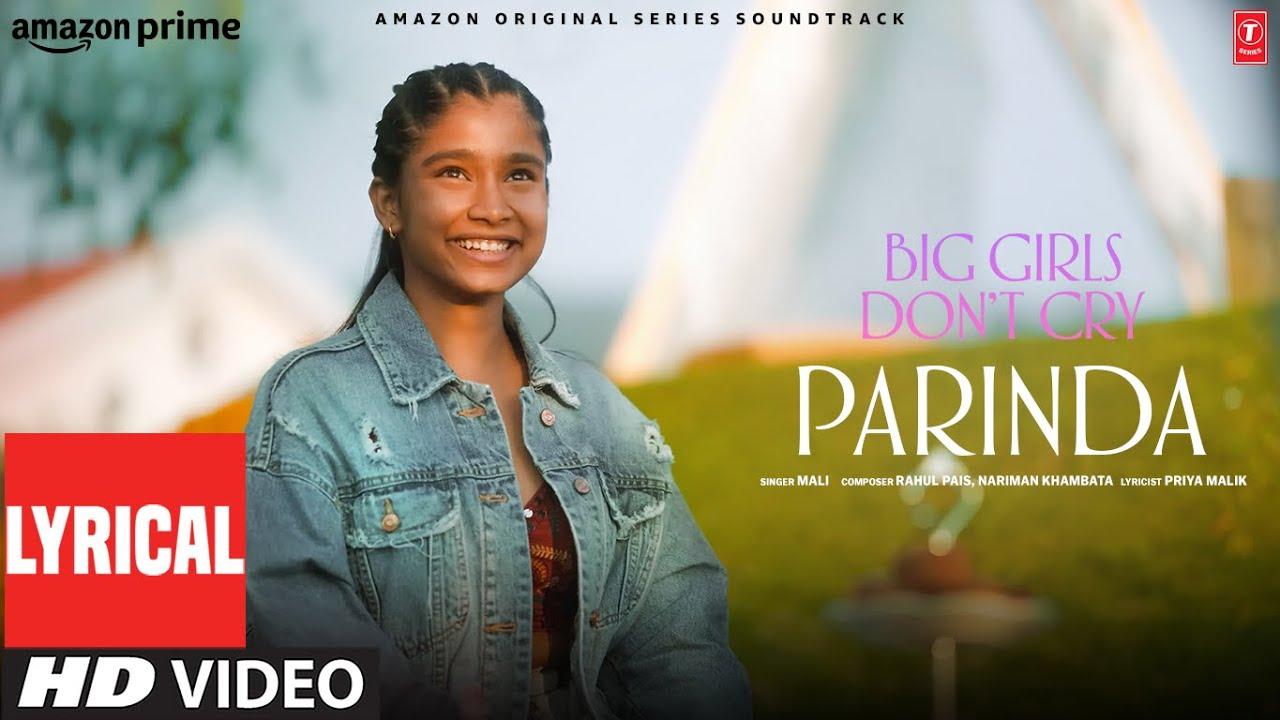 amazon prime
AMAZON ORIGINAL SERIES SOUNDTRACK
T
SERIES
BIG GIRLS
DON'T CRY
PARINDA
SINGER MALI COMPOSER RAHUL PAIS, NARIMAN KHAMBATA LYRICIST PRIYA MALIK
LYRICAL
HD VIDEO